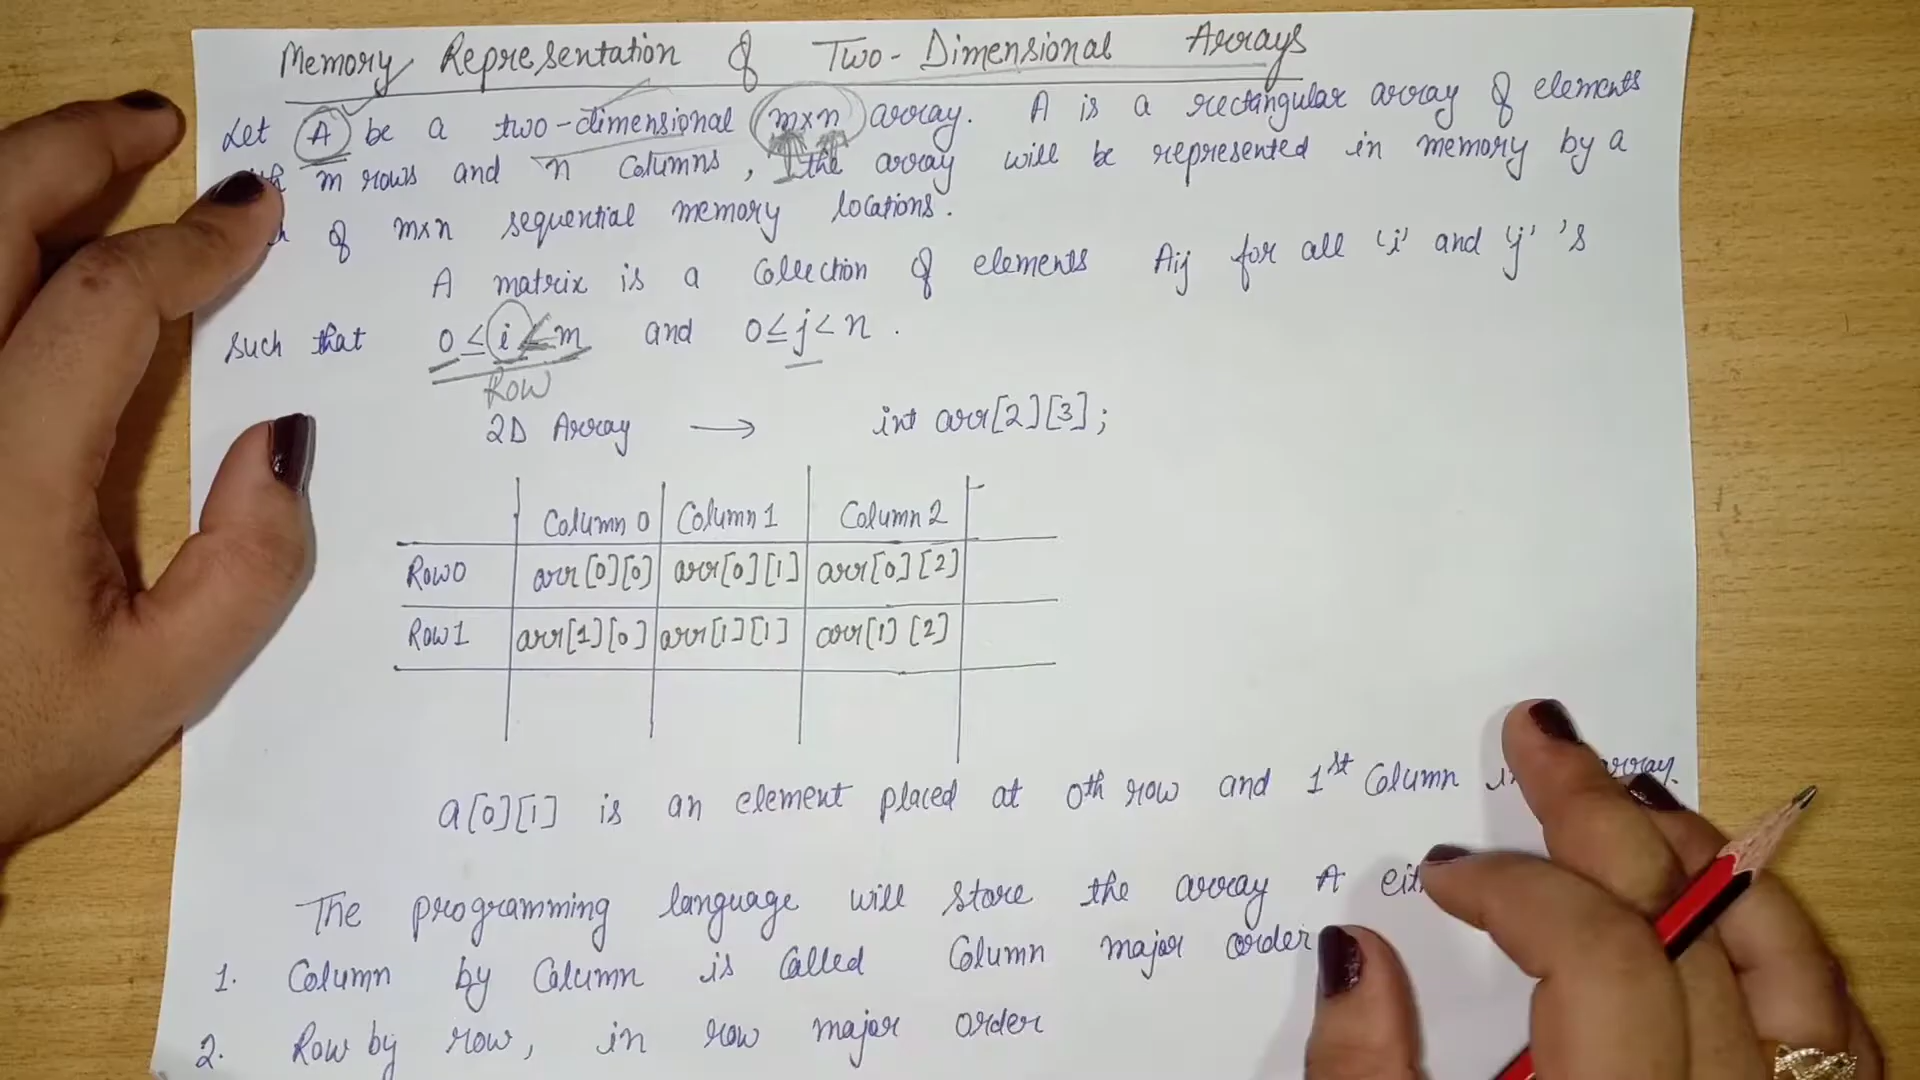 Memory Representation of Two-Dimensional Arrays
Let A be a two-dimensional m×n array. A is a rectangular array of elements
m rows and n columns, the array will be represented in memory by a
of m×n sequential memory locations.
A matrix is a collection of elements Aij for all 'i' and 'j' 's
such that 0≤i<m and 0≤j<n.
Row
2D Array → int arr[2][3];
Column 0 Column 1 Column 2
Row0 arr[0][0] arr[0][1] arr[0][2]
Row1 arr[1][0] arr[1][1] arr[1][2]
a[0][1] is an element placed at 0th row and 1st Column in array.
The programming language will store the array A
1. Column by Column is Called Column major order
2. Row by row, in row major order